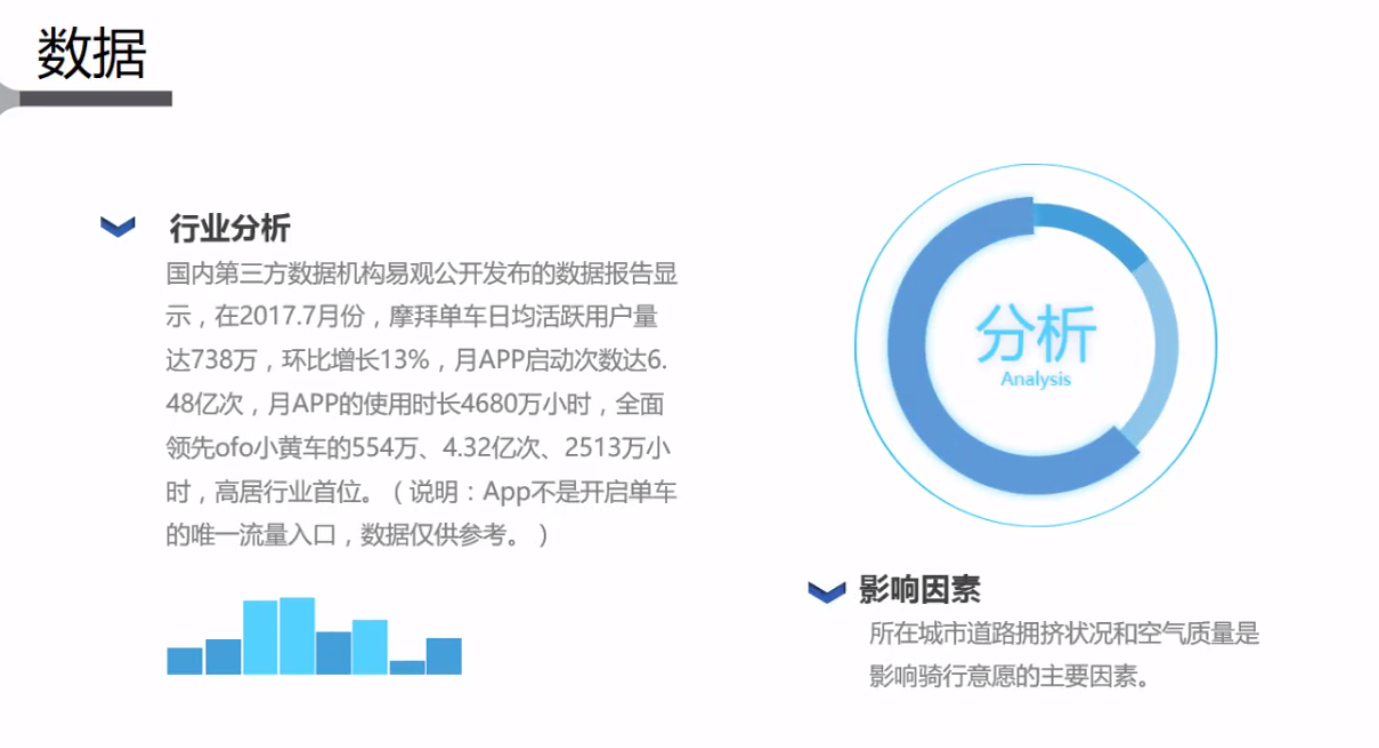 数据
行业分析
国内第三方数据机构易观公开发布的数据报告显
示，在2017.7月份，摩拜单车日均活跃用户量
达738万，环比增长13%，月APP启动次数达6.
48亿次，月APP的使用时长4680万小时，全面
领先ofo小黄车的554万、4.32亿次、2513万小
时，高居行业首位。（说明：App不是开启单车
的唯一流量入口，数据仅供参考。）
分析
Analysis
影响因素
所在城市道路拥挤状况和空气质量是
影响骑行意愿的主要因素。